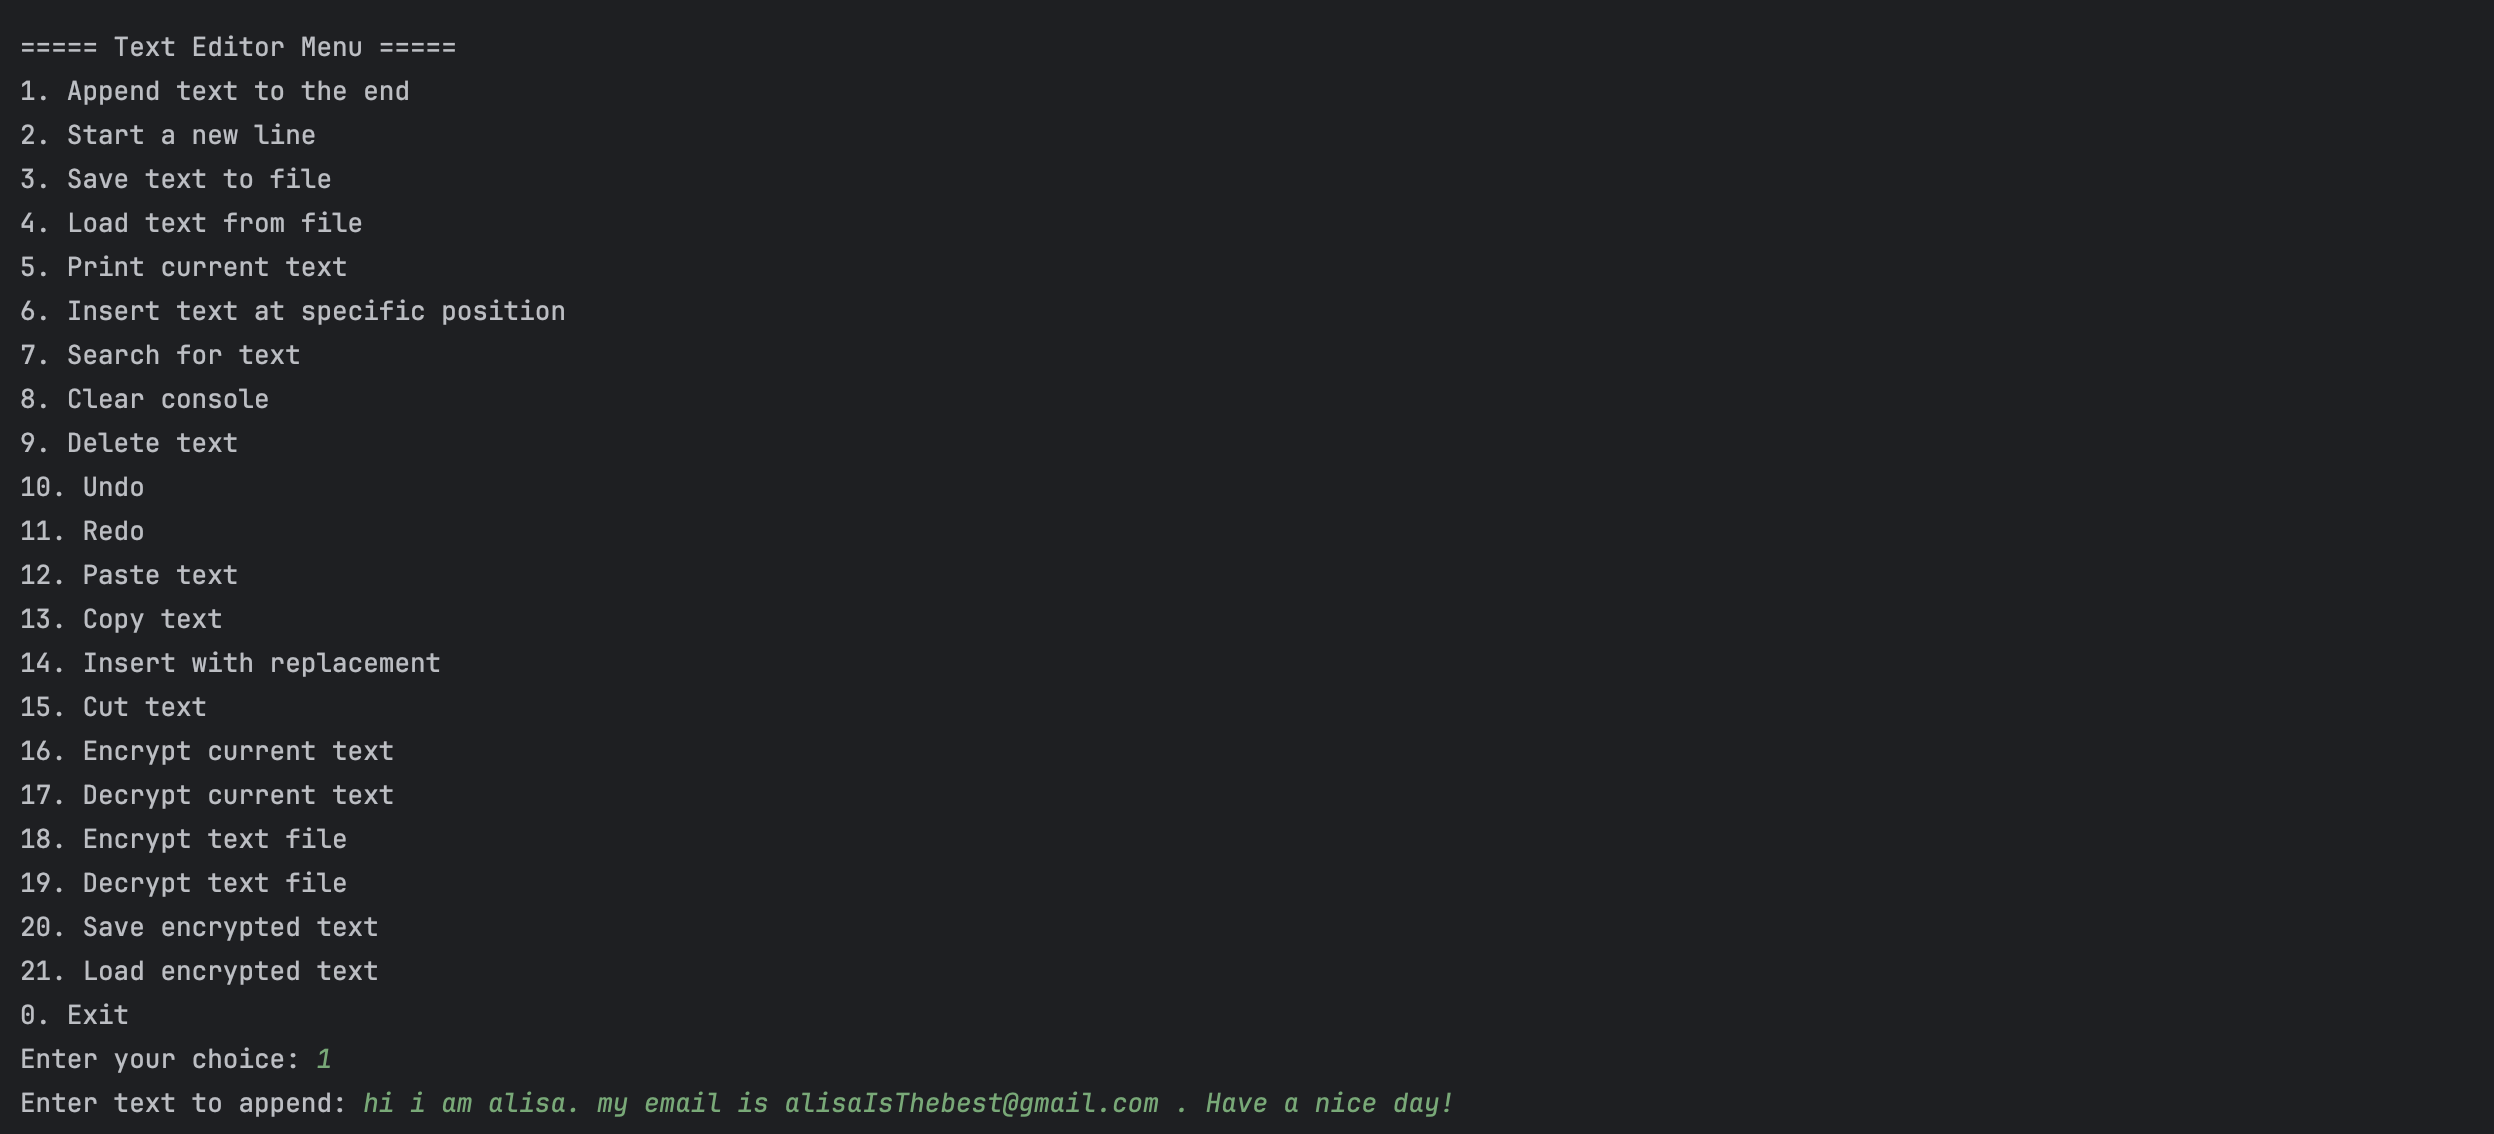 ===== Text Editor Menu =====
1. Append text to the end
2. Start a new line
3. Save text to file
4. Load text from file
5. Print current text
6. Insert text at specific position
7. Search for text
8. Clear console
9. Delete text
10. Undo
11. Redo
12. Paste text
13. Copy text
14. Insert with replacement
15. Cut text
16. Encrypt current text
17. Decrypt current text
18. Encrypt text file
19. Decrypt text file
20. Save encrypted text
21. Load encrypted text
0. Exit
Enter your choice: 1
Enter text to append: hi i am alisa. my email is alisaIsThebest@gmail.com . Have a nice day!